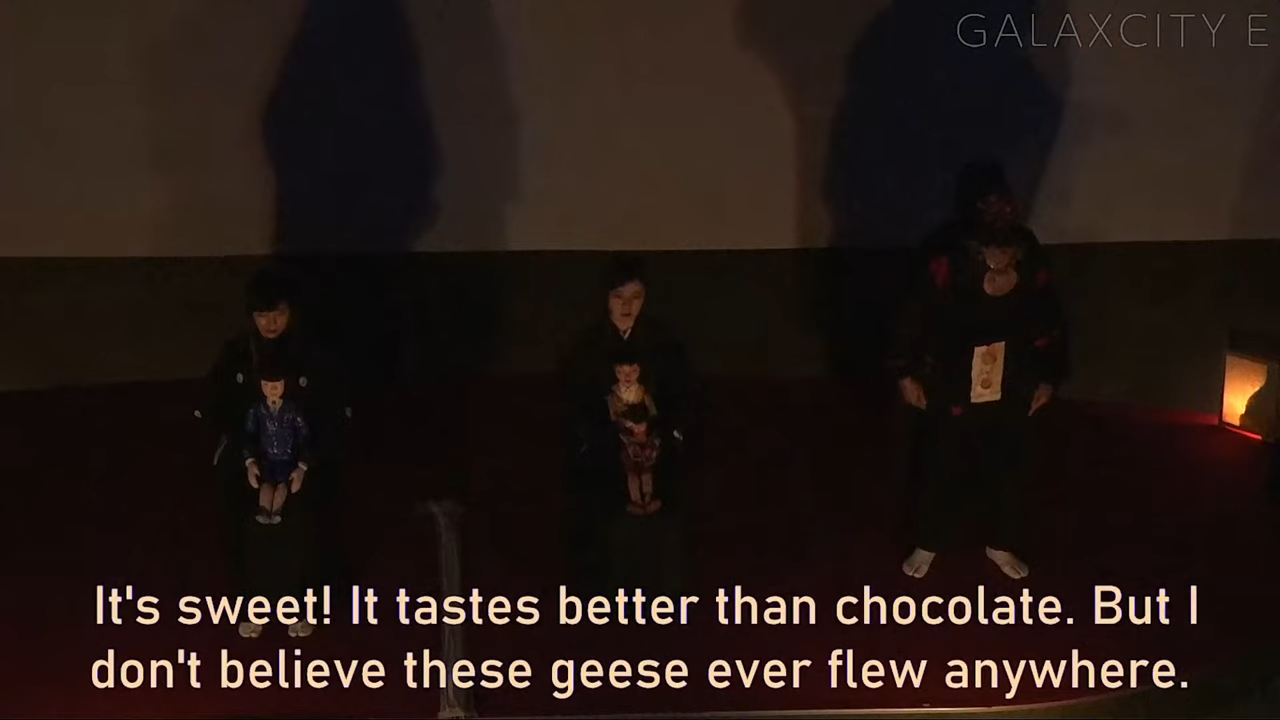 GALAXCITY E
It's sweet! It tastes better than chocolate. But I
don't believe these geese ever flew anywhere.